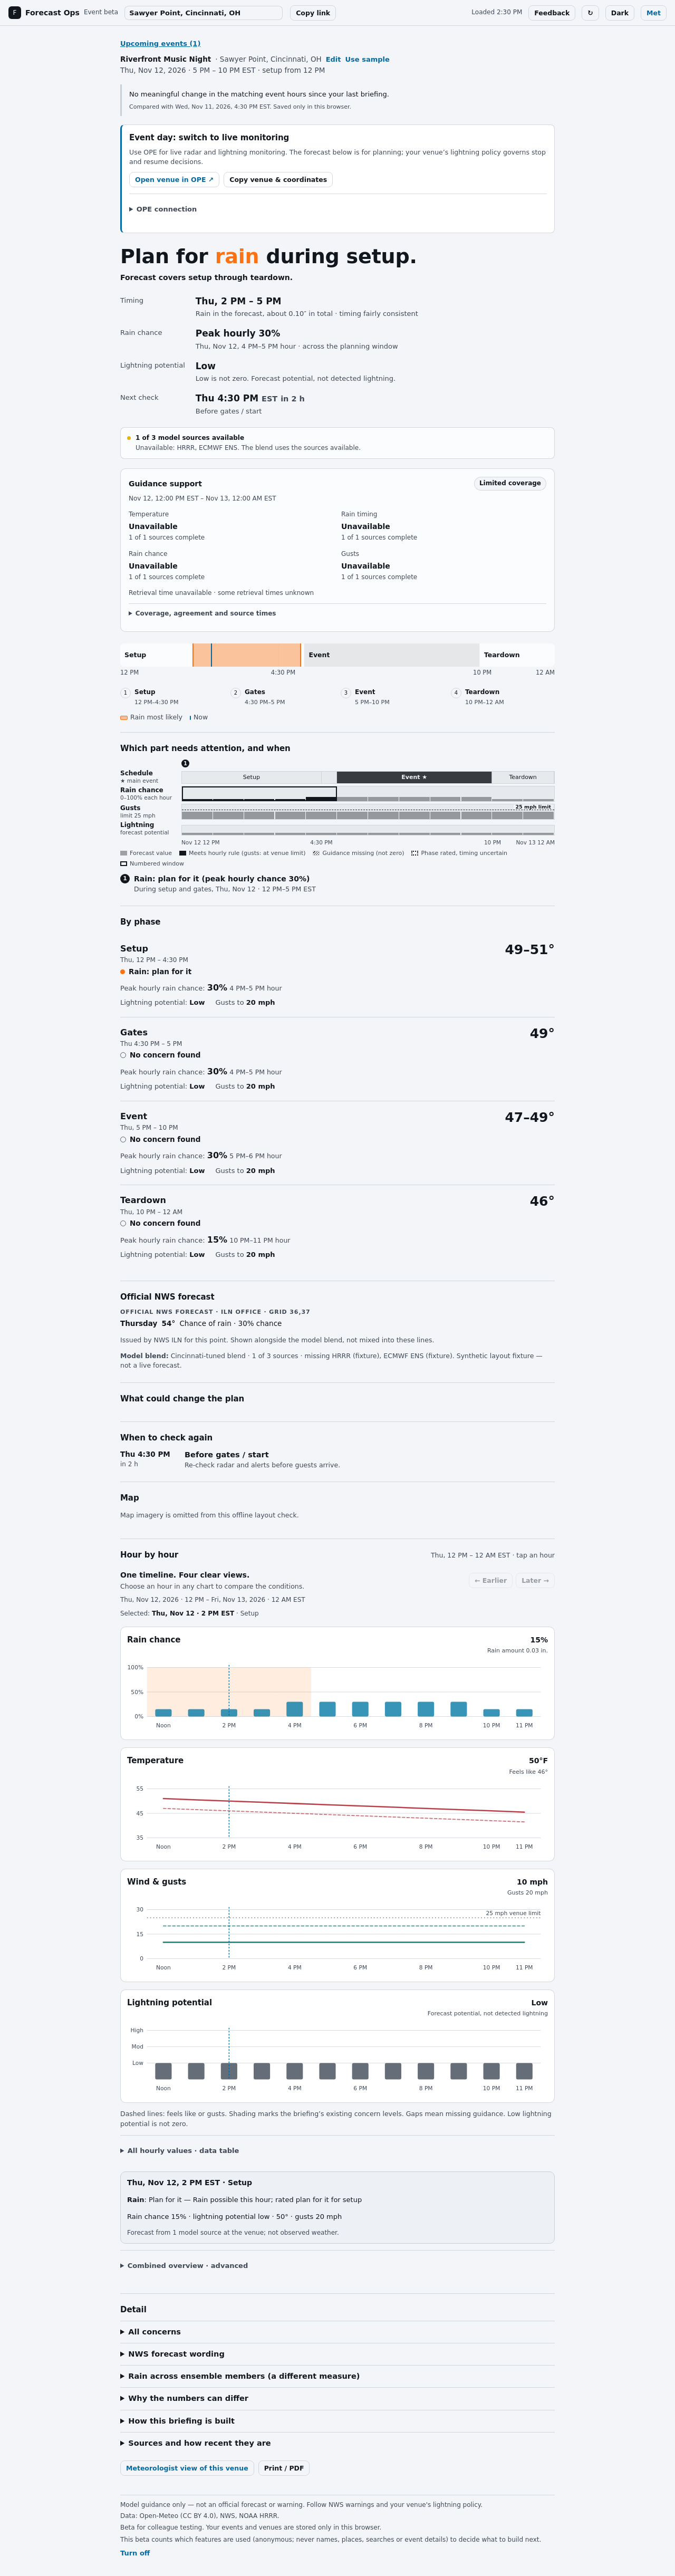 F Forecast Ops Event beta Sawyer Point, Cincinnati, OH Copy link Loaded 2:30 PM Feedback ↻ Dark Met
Upcoming events (1)
Riverfront Music Night · Sawyer Point, Cincinnati, OH Edit Use sample
Thu, Nov 12, 2026 · 5 PM – 10 PM EST · setup from 12 PM
No meaningful change in the matching event hours since your last briefing.
Compared with Wed, Nov 11, 2026, 4:30 PM EST. Saved only in this browser.
Event day: switch to live monitoring
Use OPE for live radar and lightning monitoring. The forecast below is for planning; your venue's lightning policy governs stop
and resume decisions.
Open venue in OPE ↗ Copy venue & coordinates
▶ OPE connection
Plan for rain during setup.
Forecast covers setup through teardown.
Timing
Thu, 2 PM – 5 PM
Rain in the forecast, about 0.10″ in total · timing fairly consistent
Rain chance
Peak hourly 30%
Thu, Nov 12, 4 PM–5 PM hour · across the planning window
Lightning potential
Low
Low is not zero. Forecast potential, not detected lightning.
Next check
Thu 4:30 PM EST in 2 h
Before gates / start
1 of 3 model sources available
Unavailable: HRRR, ECMWF ENS. The blend uses the sources available.
Guidance support Limited coverage
Nov 12, 12:00 PM EST – Nov 13, 12:00 AM EST
Temperature Rain timing
Unavailable Unavailable
1 of 1 sources complete 1 of 1 sources complete
Rain chance Gusts
Unavailable Unavailable
1 of 1 sources complete 1 of 1 sources complete
Retrieval time unavailable · some retrieval times unknown
▶ Coverage, agreement and source times
Setup Event Teardown
12 PM 4:30 PM 10 PM 12 AM
1 Setup 2 Gates 3 Event 4 Teardown
12 PM–4:30 PM 4:30 PM–5 PM 5 PM–10 PM 10 PM–12 AM
Rain most likely Now
Which part needs attention, and when
1
Schedule Setup Event ★ Teardown
★ main event
Rain chance
0–100% each hour
Gusts 25 mph limit
limit 25 mph
Lightning
forecast potential
Nov 12 12 PM 4:30 PM 10 PM Nov 13 12 AM
Forecast value Meets hourly rule (gusts: at venue limit) Guidance missing (not zero) Phase rated, timing uncertain
Numbered window
1 Rain: plan for it (peak hourly chance 30%)
During setup and gates, Thu, Nov 12 · 12 PM–5 PM EST
By phase
Setup 49–51°
Thu, 12 PM – 4:30 PM
Rain: plan for it
Peak hourly rain chance: 30% 4 PM–5 PM hour
Lightning potential: Low Gusts to 20 mph
Gates 49°
Thu 4:30 PM – 5 PM
No concern found
Peak hourly rain chance: 30% 4 PM–5 PM hour
Lightning potential: Low Gusts to 20 mph
Event 47–49°
Thu, 5 PM – 10 PM
No concern found
Peak hourly rain chance: 30% 5 PM–6 PM hour
Lightning potential: Low Gusts to 20 mph
Teardown 46°
Thu, 10 PM – 12 AM
No concern found
Peak hourly rain chance: 15% 10 PM–11 PM hour
Lightning potential: Low Gusts to 20 mph
Official NWS forecast
OFFICIAL NWS FORECAST · ILN OFFICE · GRID 36,37
Thursday 54° Chance of rain · 30% chance
Issued by NWS ILN for this point. Shown alongside the model blend, not mixed into these lines.
Model blend: Cincinnati-tuned blend · 1 of 3 sources · missing HRRR (fixture), ECMWF ENS (fixture). Synthetic layout fixture —
not a live forecast.
What could change the plan
When to check again
Thu 4:30 PM Before gates / start
in 2 h Re-check radar and alerts before guests arrive.
Map
Map imagery is omitted from this offline layout check.
Hour by hour Thu, 12 PM – 12 AM EST · tap an hour
One timeline. Four clear views. ← Earlier Later →
Choose an hour in any chart to compare the conditions.
Thu, Nov 12, 2026 · 12 PM – Fri, Nov 13, 2026 · 12 AM EST
Selected: Thu, Nov 12 · 2 PM EST · Setup
Rain chance 15%
Rain amount 0.03 in.
100%
50%
0%
Noon 2 PM 4 PM 6 PM 8 PM 10 PM 11 PM
Temperature 50°F
Feels like 46°
55
45
35
Noon 2 PM 4 PM 6 PM 8 PM 10 PM 11 PM
Wind & gusts 10 mph
Gusts 20 mph
30
25 mph venue limit
15
0
Noon 2 PM 4 PM 6 PM 8 PM 10 PM 11 PM
Lightning potential Low
Forecast potential, not detected lightning
High
Mod
Low
Noon 2 PM 4 PM 6 PM 8 PM 10 PM 11 PM
Dashed lines: feels like or gusts. Shading marks the briefing's existing concern levels. Gaps mean missing guidance. Low lightning
potential is not zero.
▶ All hourly values · data table
Thu, Nov 12, 2 PM EST · Setup
Rain: Plan for it — Rain possible this hour; rated plan for it for setup
Rain chance 15% · lightning potential low · 50° · gusts 20 mph
Forecast from 1 model source at the venue; not observed weather.
▶ Combined overview · advanced
Detail
▶ All concerns
▶ NWS forecast wording
▶ Rain across ensemble members (a different measure)
▶ Why the numbers can differ
▶ How this briefing is built
▶ Sources and how recent they are
Meteorologist view of this venue Print / PDF
Model guidance only — not an official forecast or warning. Follow NWS warnings and your venue's lightning policy.
Data: Open-Meteo (CC BY 4.0), NWS, NOAA HRRR.
Beta for colleague testing. Your events and venues are stored only in this browser.
This beta counts which features are used (anonymous; never names, places, searches or event details) to decide what to build next.
Turn off